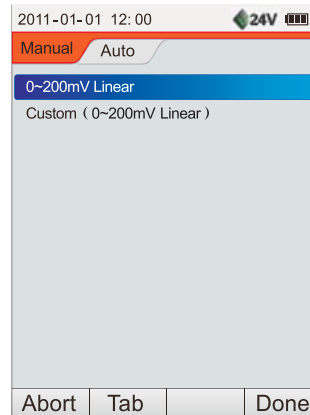 2011-01-01 12:00 24V
Manual Auto
0~200mV Linear
Custom ( 0~200mV Linear )
Abort Tab Done